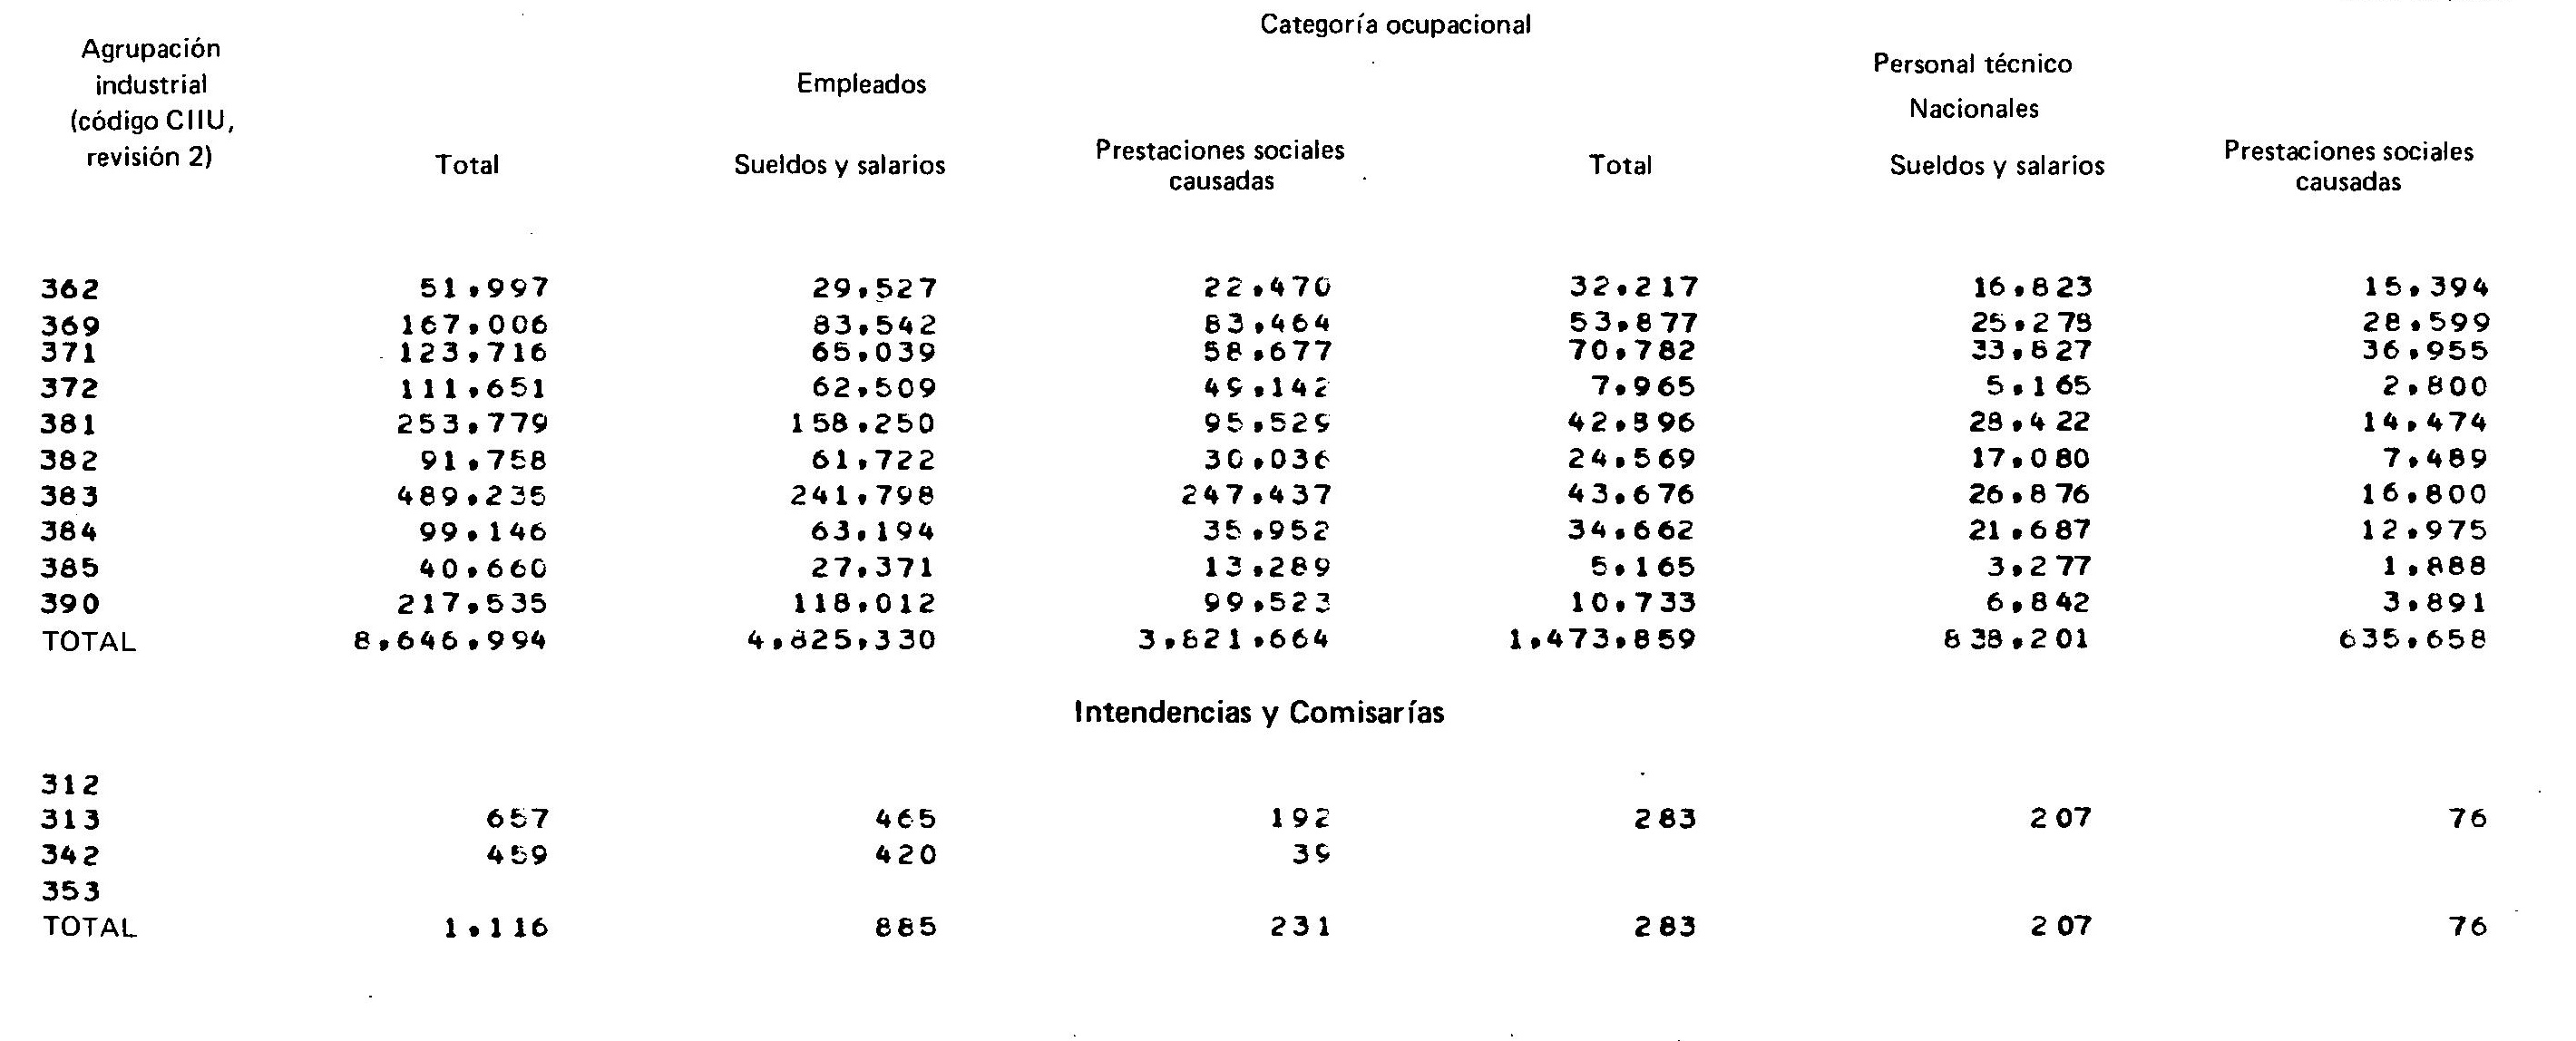 Categoría ocupacional
Agrupación industrial (código CIIU, revisión 2)
Empleados
Personal técnico
Nacionales
Total Sueldos y salarios Prestaciones sociales causadas Total Sueldos y salarios Prestaciones sociales causadas
362 51,997 29,527 22,470 32,217 16,823 15,394
369 167,006 83,542 83,464 53,877 25,278 28,599
371 123,716 65,039 58,677 70,782 33,827 36,955
372 111,651 62,509 49,142 7,965 5,165 2,800
381 253,779 158,250 95,529 42,896 28,422 14,474
382 91,758 61,722 30,036 24,569 17,080 7,489
383 489,235 241,798 247,437 43,676 26,876 16,800
384 99,146 63,194 35,952 34,662 21,687 12,975
385 40,660 27,371 13,289 5,165 3,277 1,888
390 217,535 118,012 99,523 10,733 6,842 3,891
TOTAL 8,646,994 4,825,330 3,821,664 1,473,859 838,201 635,658
Intendencias y Comisarías
312
313 657 465 192 283 207 76
342 459 420 39
353
TOTAL 1,116 885 231 283 207 76